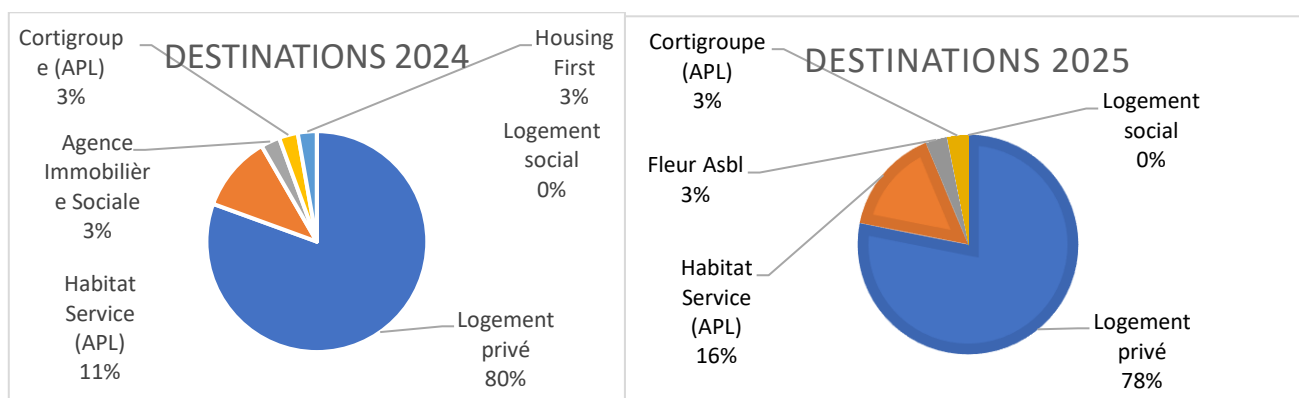 DESTINATIONS 2024
Cortigroup
e (APL)
3%
Housing
First
3%
Agence
Immobilièr
e Sociale
3%
Logement
social
0%
Habitat
Service
(APL)
11%
Logement
privé
80%
DESTINATIONS 2025
Cortigroupe
(APL)
3%
Logement
social
0%
Fleur Asbl
3%
Habitat
Service
(APL)
16%
Logement
privé
78%